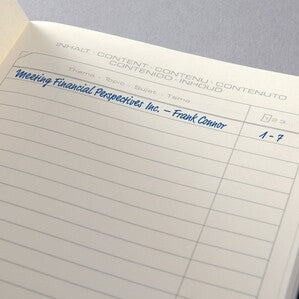 INHALT · CONTENT · CONTENU · CONTENUTO
CONTENIDO · INHOUD
Thema · Topic · Sujet · Tema
Meeting Financial Perspectives Inc. – Frank Connor
1 - 7